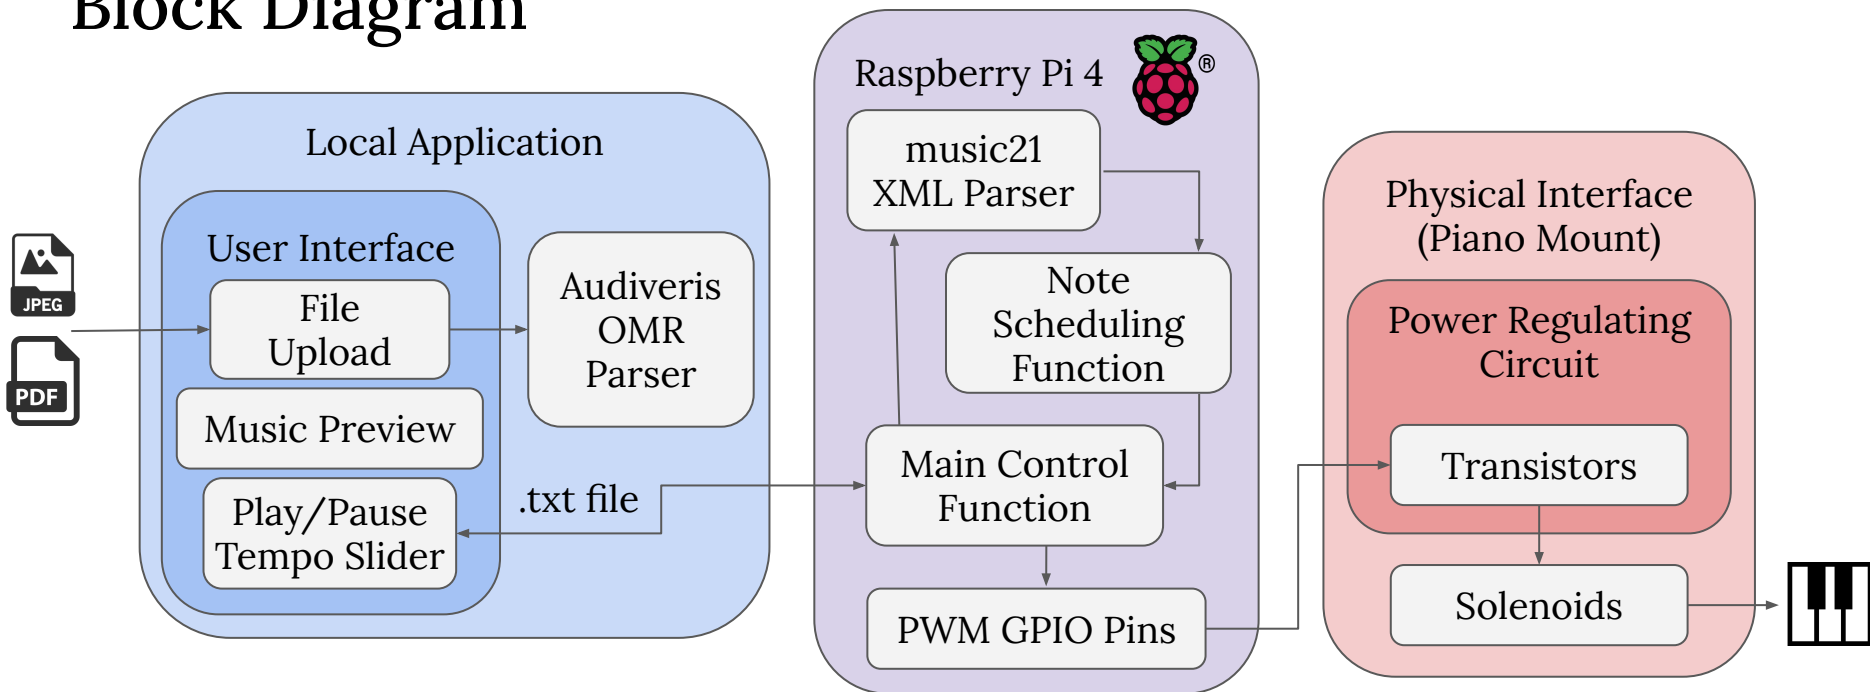 Block Diagram
Local Application
User Interface
JPEG
PDF
File
Upload
Music Preview
Play/Pause
Tempo Slider
Audiveris
OMR
Parser
.txt file
Raspberry Pi 4
®
music21
XML Parser
Note
Scheduling
Function
Main Control
Function
PWM GPIO Pins
Physical Interface
(Piano Mount)
Power Regulating
Circuit
Transistors
Solenoids